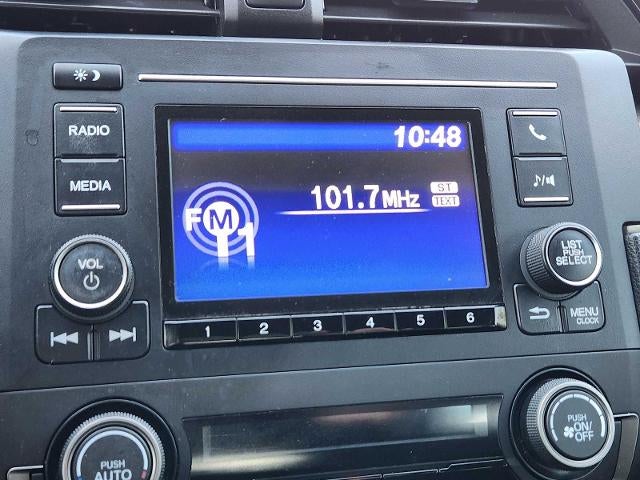 10:48
RADIO
MEDIA
101.7MHz
ST
TEXT
FM
1
VOL
LIST
PUSH
SELECT
MENU
CLOCK
1 2 3 4 5 6
PUSH
AUTO
PUSH
ON/
OFF